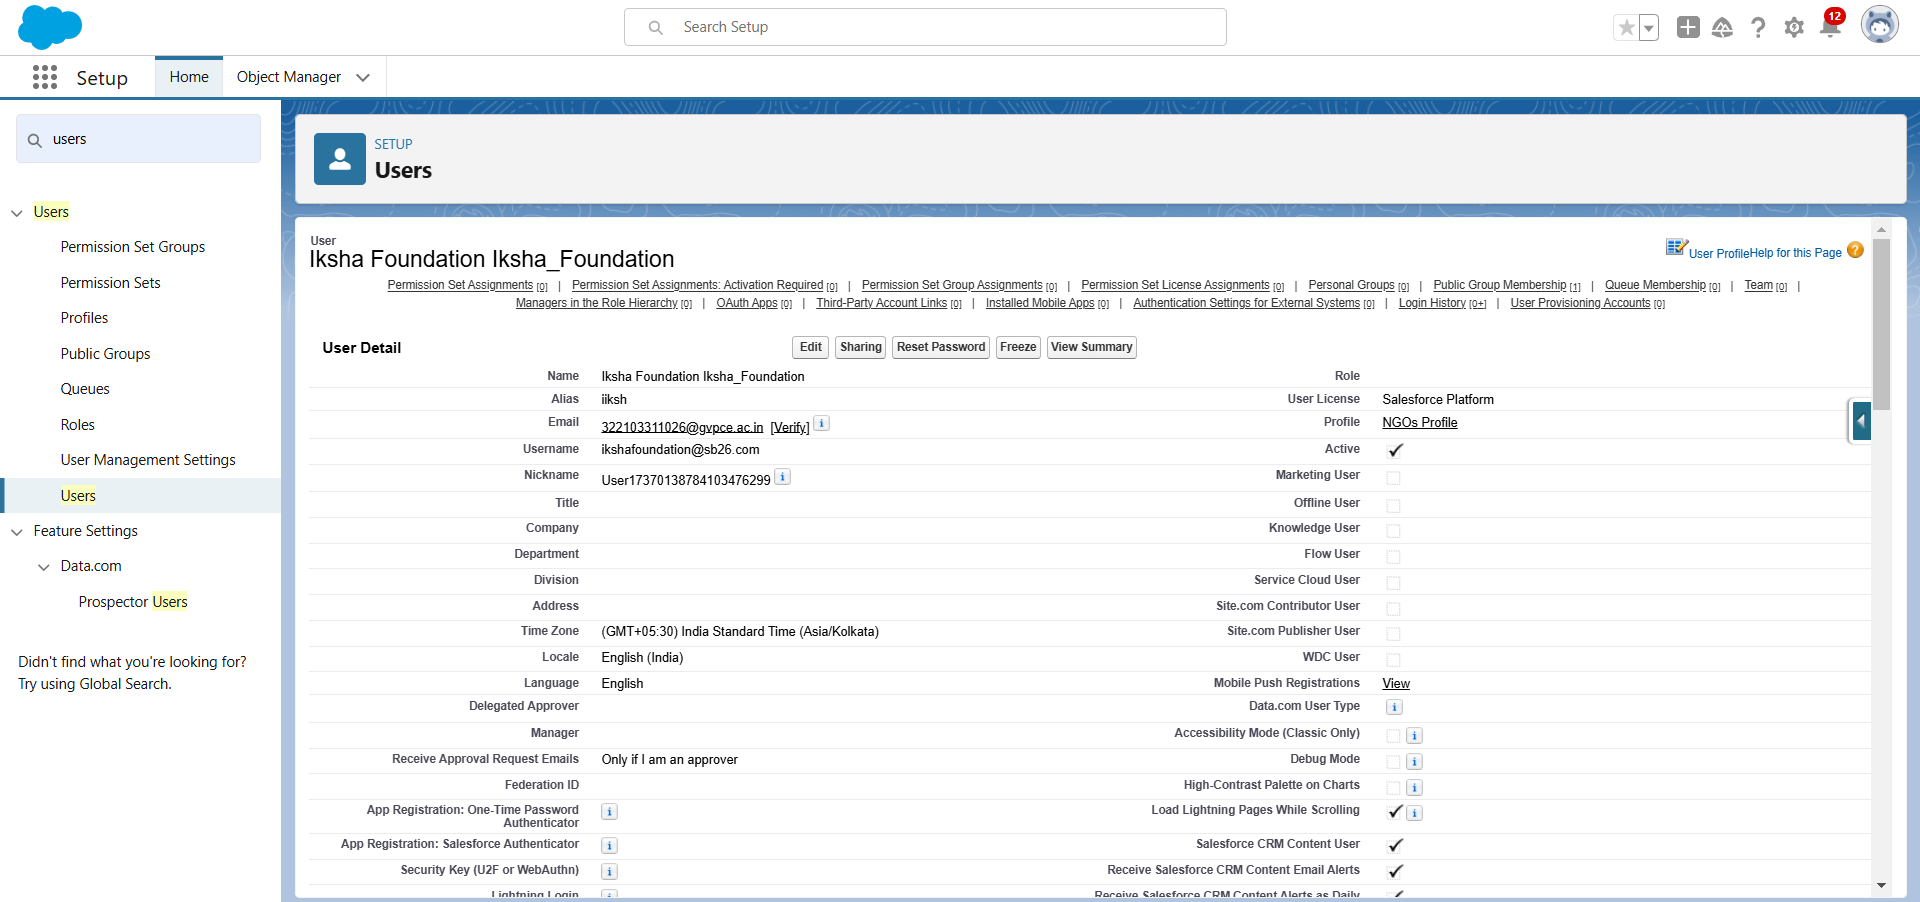 Search Setup
12
Setup
Home
Object Manager
users
Users
Permission Set Groups
Permission Sets
Profiles
Public Groups
Queues
Roles
User Management Settings
Users
Feature Settings
Data.com
Prospector Users
Didn't find what you're looking for?
Try using Global Search.
SETUP
Users
User
Iksha Foundation Iksha_Foundation
User Profile Help for this Page
Permission Set Assignments [0] | Permission Set Assignments: Activation Required [0] | Permission Set Group Assignments [0] | Permission Set License Assignments [0] | Personal Groups [0] | Public Group Membership [1] | Queue Membership [0] | Team [0] |
Managers in the Role Hierarchy [0] | OAuth Apps [0] | Third-Party Account Links [0] | Installed Mobile Apps [0] | Authentication Settings for External Systems [0] | Login History [0+] | User Provisioning Accounts [0]
User Detail
Edit Sharing Reset Password Freeze View Summary
Name Iksha Foundation Iksha_Foundation Role
Alias iiksh User License Salesforce Platform
Email 322103311026@gvpce.ac.in [Verify] i Profile NGOs Profile
Username ikshafoundation@sb26.com Active
Nickname User17370138784103476299 i Marketing User
Title Offline User
Company Knowledge User
Department Flow User
Division Service Cloud User
Address Site.com Contributor User
Time Zone (GMT+05:30) India Standard Time (Asia/Kolkata) Site.com Publisher User
Locale English (India) WDC User
Language English Mobile Push Registrations View
Delegated Approver Data.com User Type i
Manager Accessibility Mode (Classic Only) i
Receive Approval Request Emails Only if I am an approver Debug Mode i
Federation ID High-Contrast Palette on Charts i
App Registration: One-Time Password Authenticator i Load Lightning Pages While Scrolling i
App Registration: Salesforce Authenticator i Salesforce CRM Content User
Security Key (U2F or WebAuthn) i Receive Salesforce CRM Content Email Alerts
Lightning Login i Receive Salesforce CRM Content Alerts as Daily